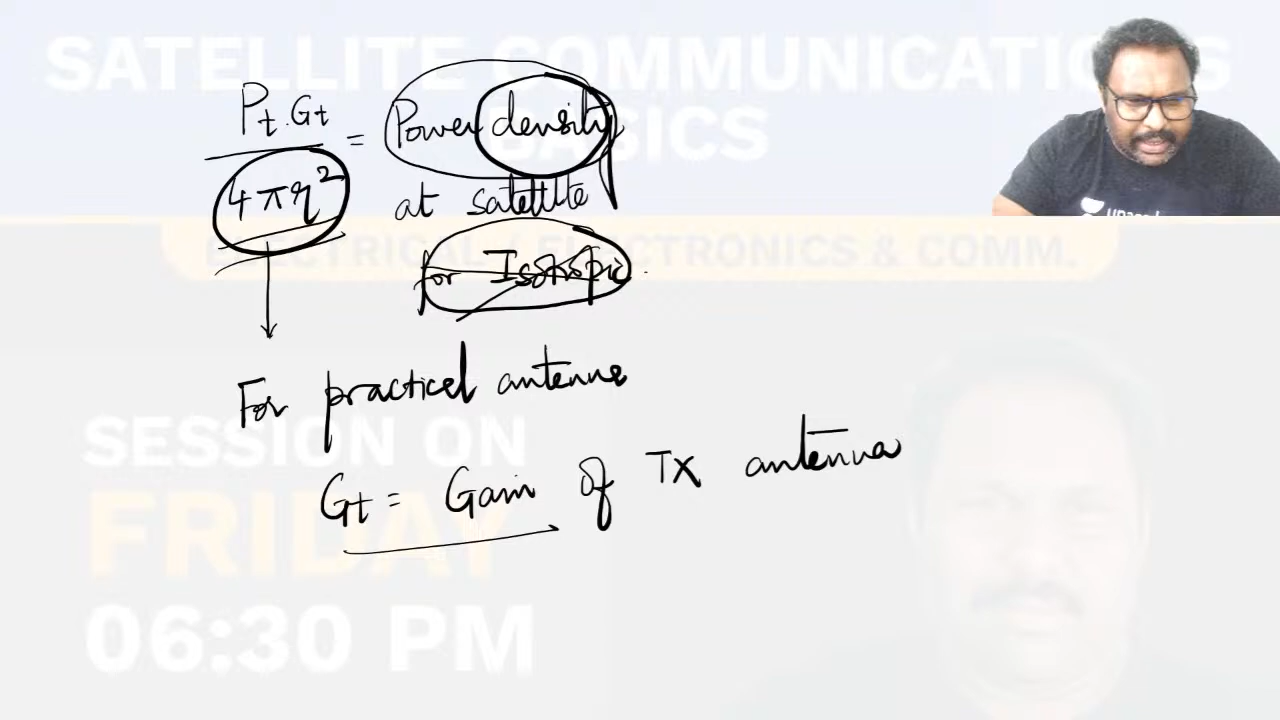 SATELLITE COMMUNICATIONS
BASICS
ELECTRICAL / ELECTRONICS & COMM.
Pt.Gt / 4πr² = Power density
at satellite
for Isotropic
For practical antenna
Gt = Gain of TX antenna
SESSION ON
FRIDAY
06:30 PM